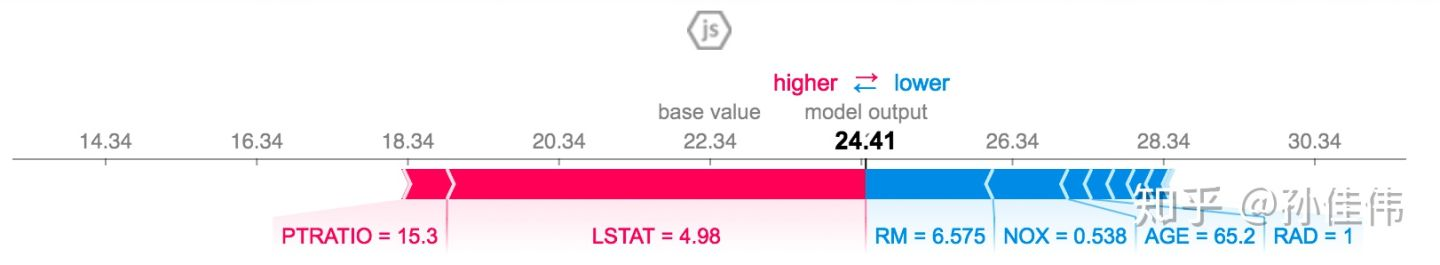 js
higher lower
base value model output
14.34 16.34 18.34 20.34 22.34 24.41 26.34 28.34 30.34
知乎 @孙佳伟
PTRATIO = 15.3 LSTAT = 4.98 RM = 6.575 NOX = 0.538 AGE = 65.2 RAD = 1